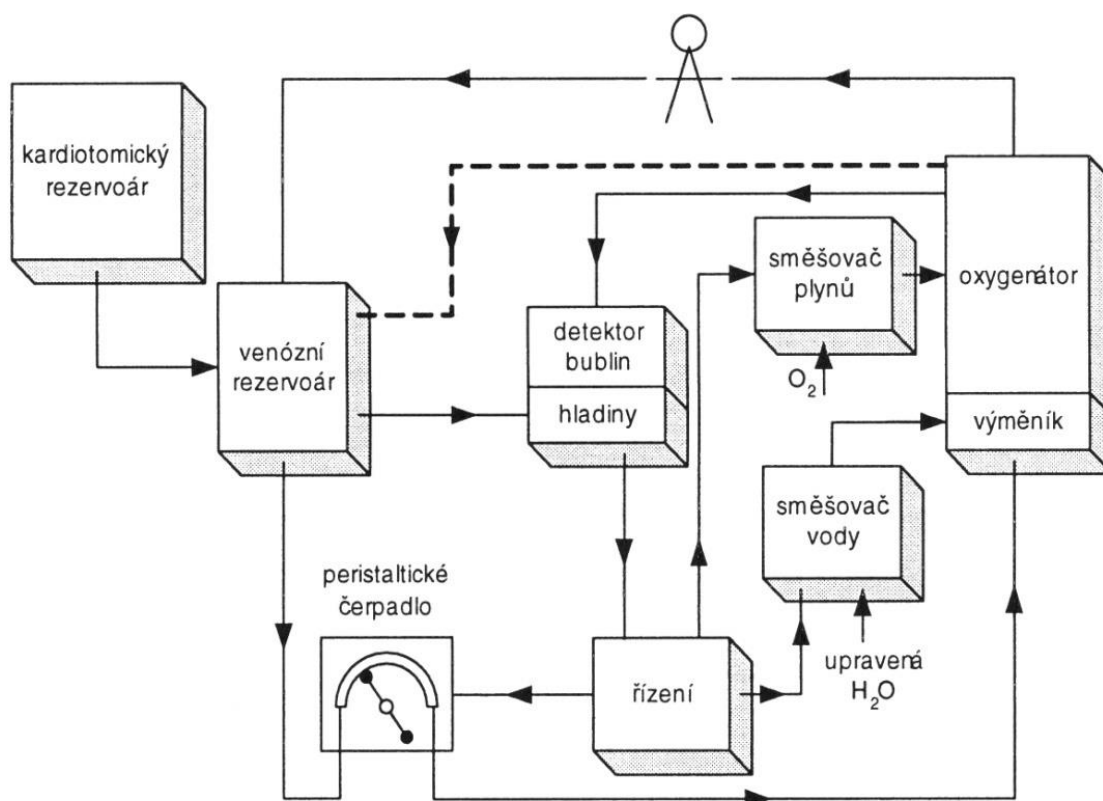 kardiotomický
rezervoár
venózní
rezervoár
detektor
bublin
hladiny
směšovač
plynů
O2
oxygenátor
výměník
směšovač
vody
upravená
H2O
peristaltické
čerpadlo
řízení